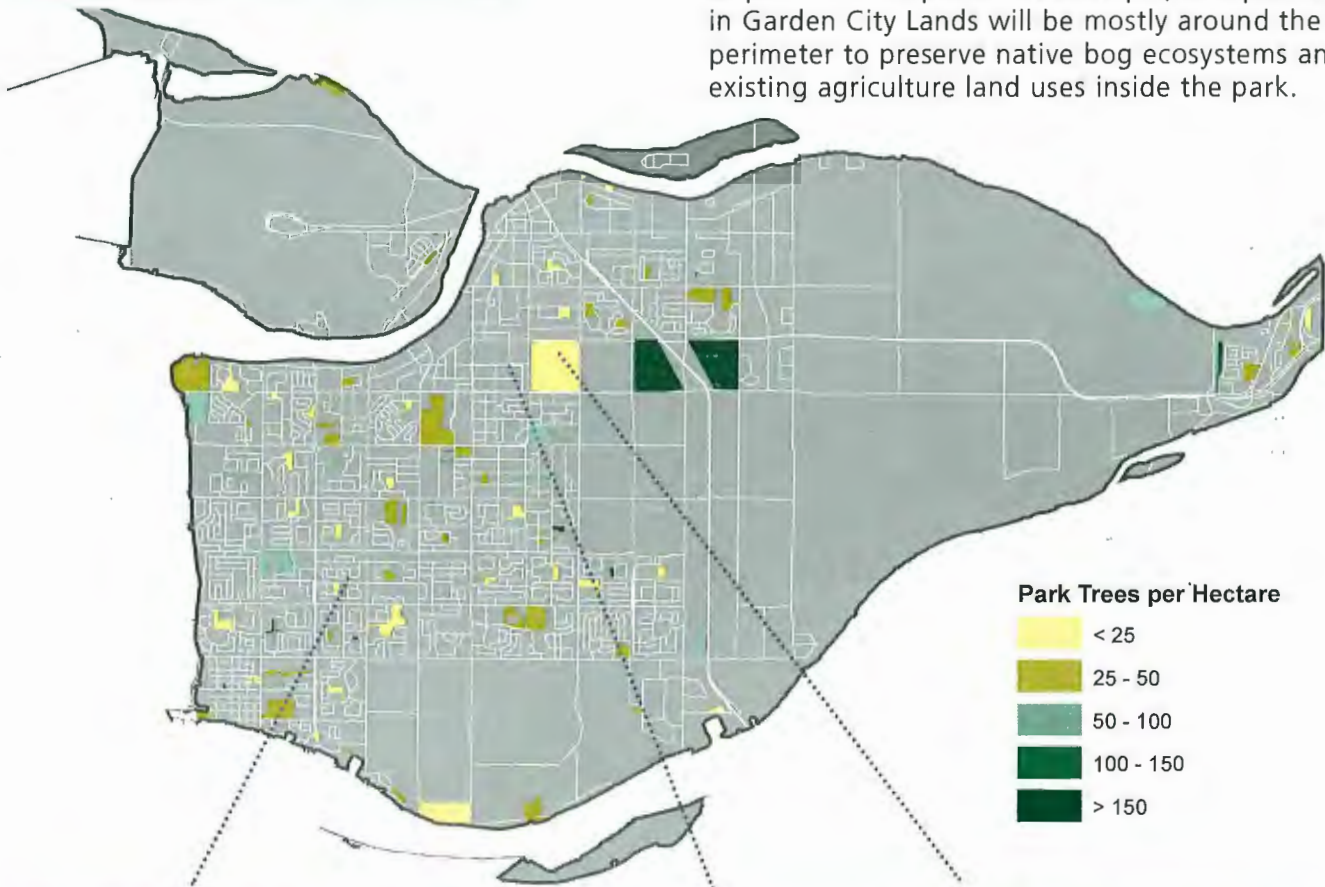 in Garden City Lands will be mostly around the
perimeter to preserve native bog ecosystems an
existing agriculture land uses inside the park.
Park Trees per Hectare
< 25
25 - 50
50 - 100
100 - 150
> 150